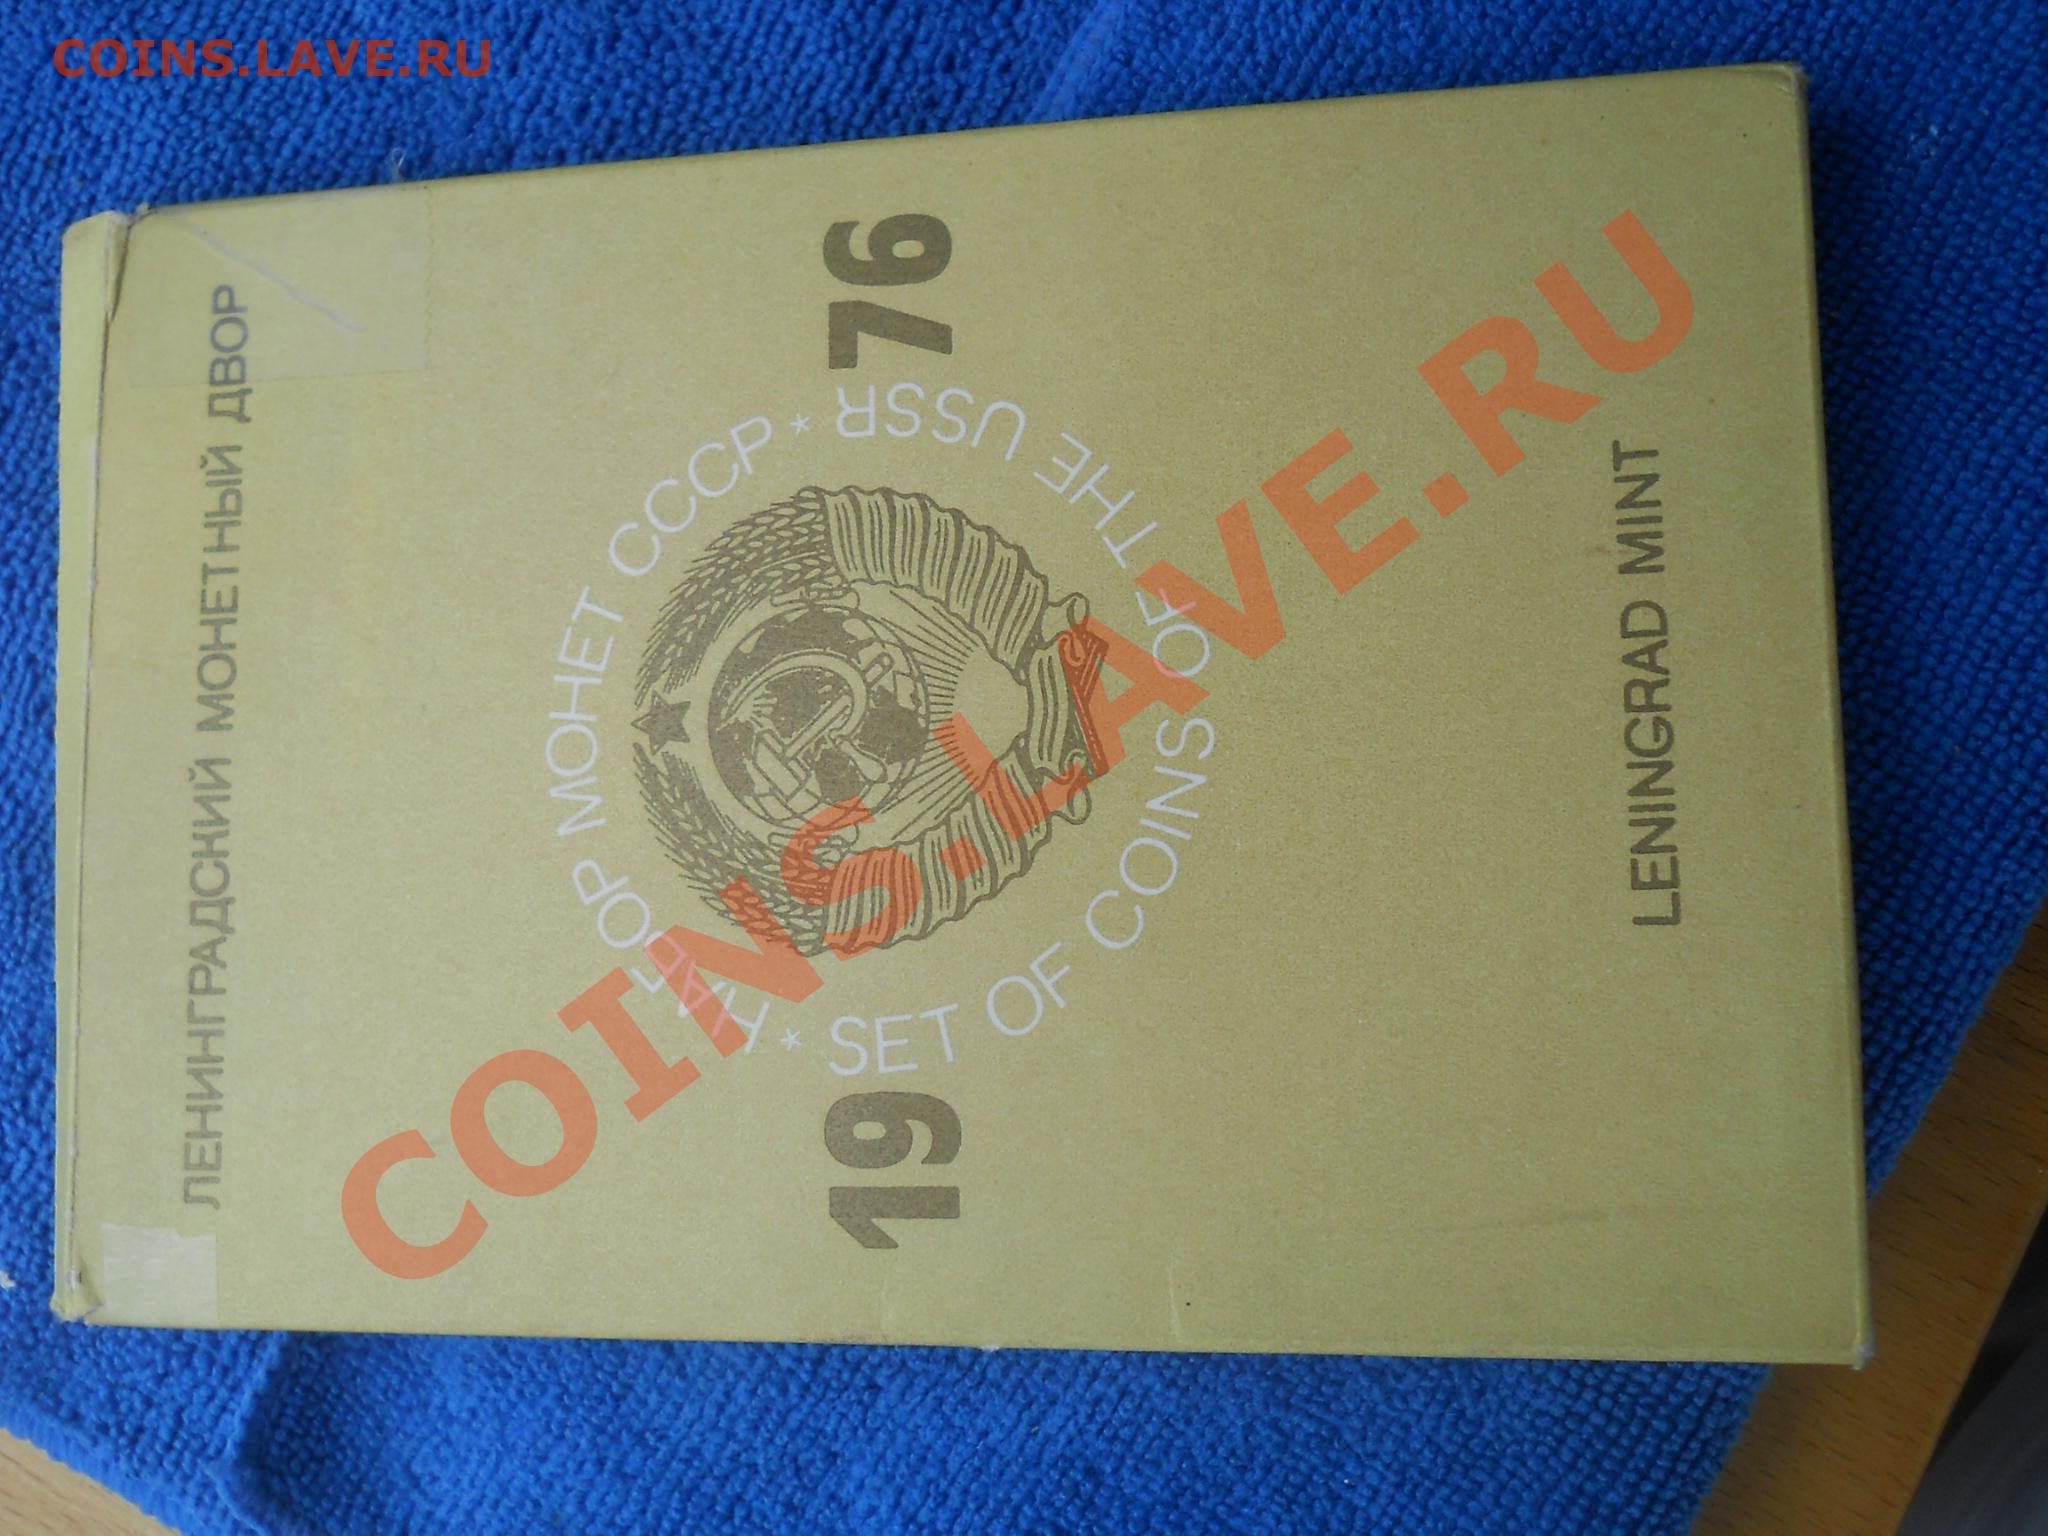 COINS.LAVE.RU
ЛЕНИНГРАДСКИЙ МОНЕТНЫЙ ДВОР
НАБОР МОНЕТ СССР *
19 76
* SET OF COINS OF THE USSR
LENINGRAD MINT
COINS.LAVE.RU